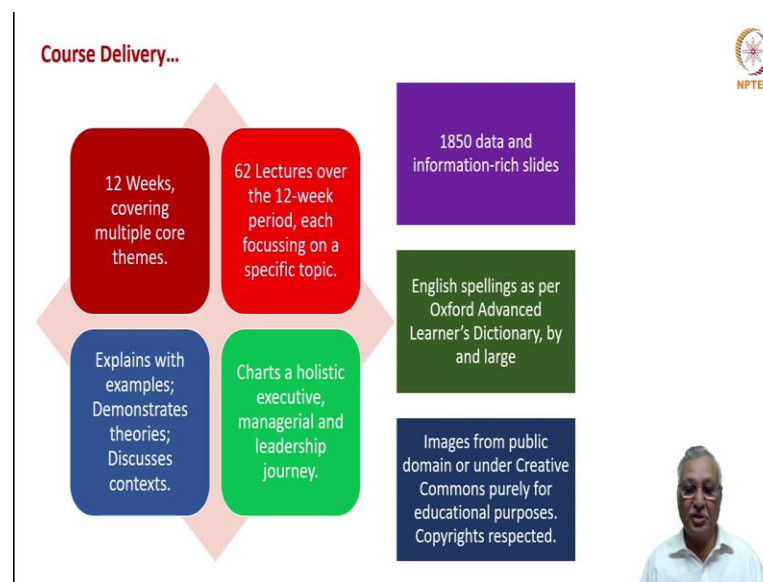 Course Delivery...
NPTE
12 Weeks,
covering
multiple core
themes.
62 Lectures over
the 12-week
period, each
focussing on a
specific topic.
Explains with
examples;
Demonstrates
theories;
Discusses
contexts.
Charts a holistic
executive,
managerial and
leadership
journey.
1850 data and
information-rich slides
English spellings as per
Oxford Advanced
Learner's Dictionary, by
and large
Images from public
domain or under Creative
Commons purely for
educational purposes.
Copyrights respected.